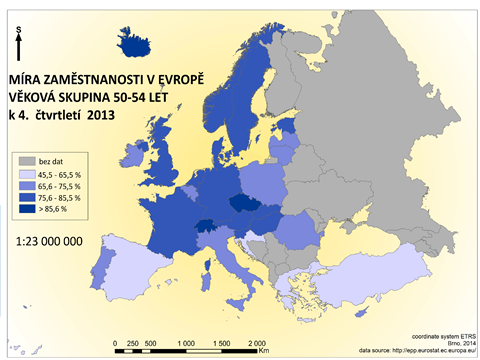 S
MÍRA ZAMĚSTNANOSTI V EVROPĚ
VĚKOVÁ SKUPINA 50-54 LET
k 4. čtvrtletí 2013
bez dat
45,5 - 65,5 %
65,6 - 75,5 %
75,6 - 85,5 %
> 85,6 %
1:23 000 000
0 250 500 1 000 1 500 2 000
Km
coordinate system ETRS
Brno, 2014
data source: http://epp.eurostat.ec.europa.eu/